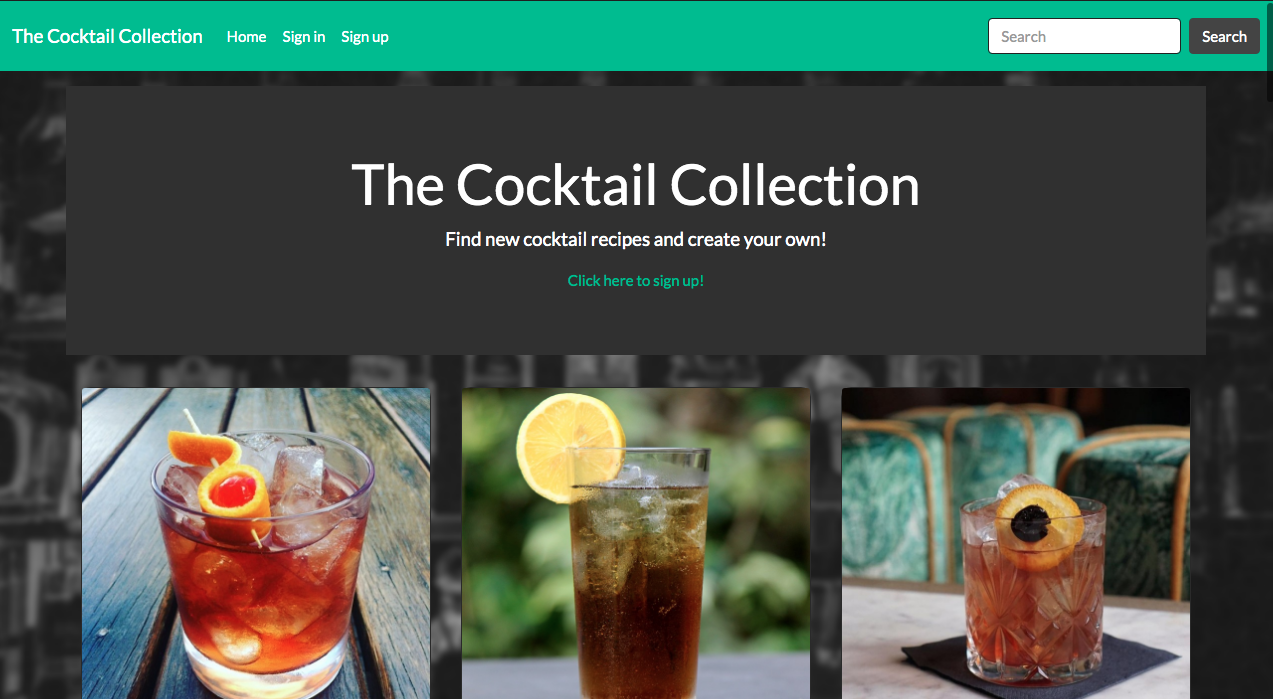 The Cocktail Collection Home Sign in Sign up Search Search
The Cocktail Collection
Find new cocktail recipes and create your own!
Click here to sign up!